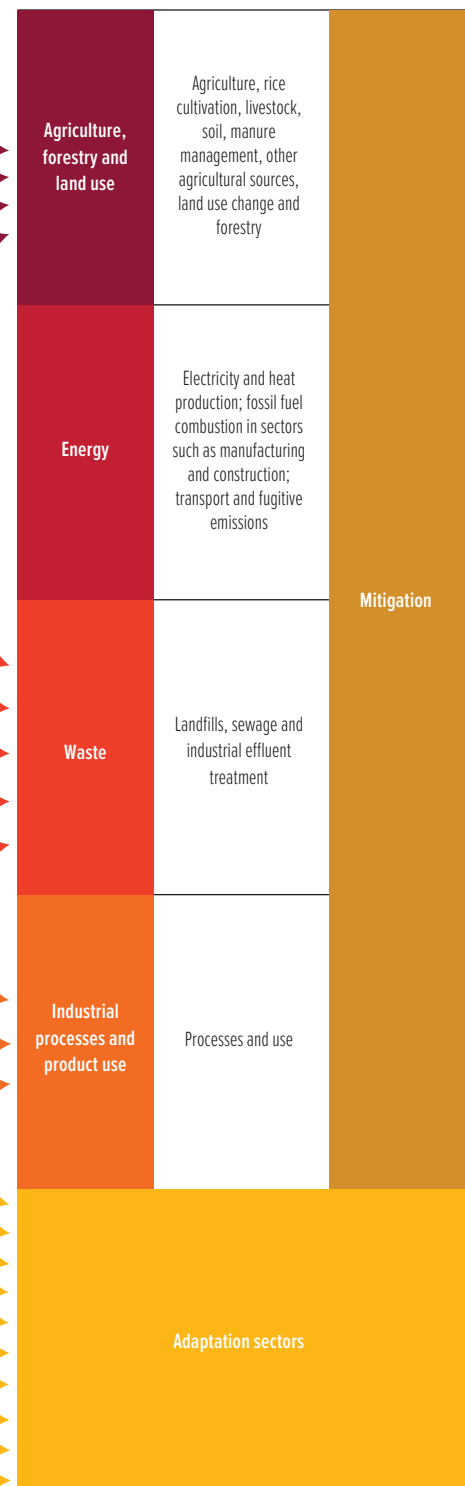 Agriculture,
forestry and
land use
Agriculture, rice
cultivation, livestock,
soil, manure
management, other
agricultural sources,
land use change and
forestry
Energy
Electricity and heat
production; fossil fuel
combustion in sectors
such as manufacturing
and construction;
transport and fugitive
emissions
Mitigation
Waste
Landfills, sewage and
industrial effluent
treatment
Industrial
processes and
product use
Processes and use
Adaptation sectors